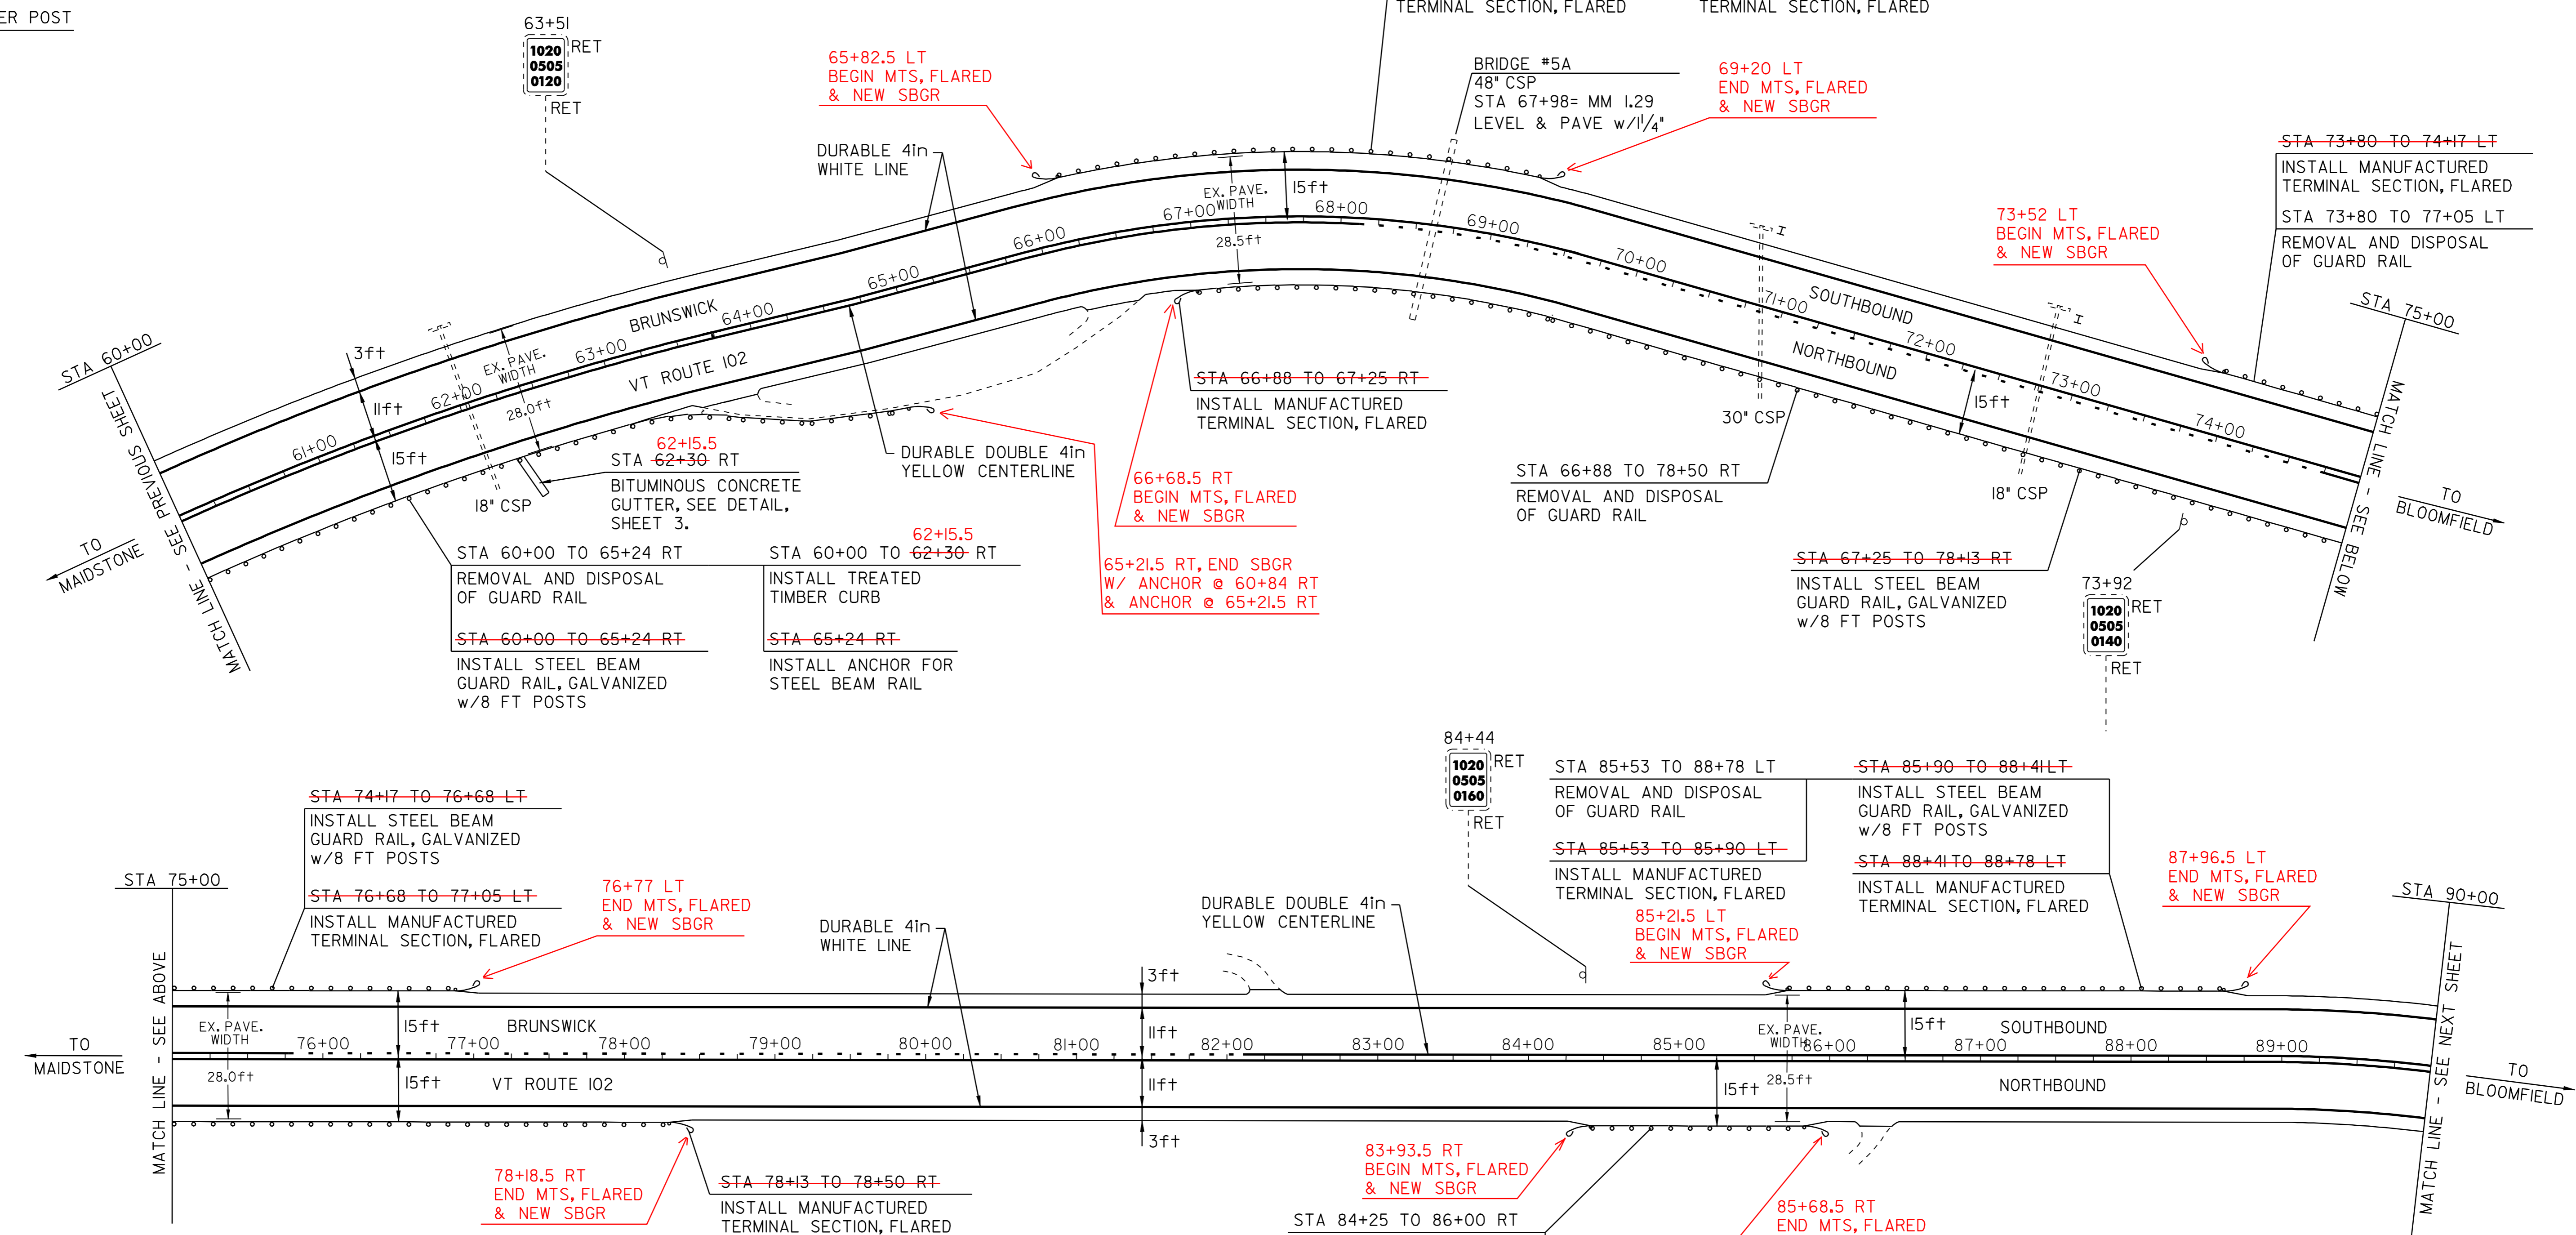 ER POST
63+51
1020
0505
0120
RET
RET
65+82.5 LT
BEGIN MTS, FLARED
& NEW SBGR
DURABLE 4in
WHITE LINE
TERMINAL SECTION, FLARED
TERMINAL SECTION, FLARED
BRIDGE #5A
48" CSP
STA 67+98= MM 1.29
LEVEL & PAVE w/1 1/4"
69+20 LT
END MTS, FLARED
& NEW SBGR
STA 73+80 TO 74+17 LT
INSTALL MANUFACTURED
TERMINAL SECTION, FLARED
STA 73+80 TO 77+05 LT
REMOVAL AND DISPOSAL
OF GUARD RAIL
73+52 LT
BEGIN MTS, FLARED
& NEW SBGR
STA 60+00
MATCH LINE - SEE PREVIOUS SHEET
TO
MAIDSTONE
3ft
11ft
15ft
EX. PAVE.
WIDTH
28.0ft
61+00
62+00
63+00
64+00
65+00
66+00
67+00
68+00
69+00
70+00
71+00
72+00
73+00
74+00
BRUNSWICK
VT ROUTE 102
EX. PAVE.
WIDTH
28.5ft
15ft
SOUTHBOUND
NORTHBOUND
15ft
I
I
STA 75+00
MATCH LINE - SEE BELOW
TO
BLOOMFIELD
18" CSP
30" CSP
18" CSP
62+15.5
STA 62+30 RT
BITUMINOUS CONCRETE
GUTTER, SEE DETAIL,
SHEET 3.
DURABLE DOUBLE 4in
YELLOW CENTERLINE
STA 66+88 TO 67+25 RT
INSTALL MANUFACTURED
TERMINAL SECTION, FLARED
66+68.5 RT
BEGIN MTS, FLARED
& NEW SBGR
65+21.5 RT, END SBGR
W/ ANCHOR @ 60+84 RT
& ANCHOR @ 65+21.5 RT
STA 66+88 TO 78+50 RT
REMOVAL AND DISPOSAL
OF GUARD RAIL
STA 67+25 TO 78+13 RT
INSTALL STEEL BEAM
GUARD RAIL, GALVANIZED
w/8 FT POSTS
73+92
1020
0505
0140
RET
RET
STA 60+00 TO 65+24 RT
REMOVAL AND DISPOSAL
OF GUARD RAIL
STA 60+00 TO 65+24 RT
INSTALL STEEL BEAM
GUARD RAIL, GALVANIZED
w/8 FT POSTS
62+15.5
STA 60+00 TO 62+30 RT
INSTALL TREATED
TIMBER CURB
STA 65+24 RT
INSTALL ANCHOR FOR
STEEL BEAM RAIL
STA 74+17 TO 76+68 LT
INSTALL STEEL BEAM
GUARD RAIL, GALVANIZED
w/8 FT POSTS
STA 76+68 TO 77+05 LT
INSTALL MANUFACTURED
TERMINAL SECTION, FLARED
76+77 LT
END MTS, FLARED
& NEW SBGR
DURABLE 4in
WHITE LINE
DURABLE DOUBLE 4in
YELLOW CENTERLINE
84+44
1020
0505
0160
RET
RET
STA 85+53 TO 88+78 LT
REMOVAL AND DISPOSAL
OF GUARD RAIL
STA 85+53 TO 85+90 LT
INSTALL MANUFACTURED
TERMINAL SECTION, FLARED
STA 85+90 TO 88+41 LT
INSTALL STEEL BEAM
GUARD RAIL, GALVANIZED
w/8 FT POSTS
STA 88+41 TO 88+78 LT
INSTALL MANUFACTURED
TERMINAL SECTION, FLARED
85+21.5 LT
BEGIN MTS, FLARED
& NEW SBGR
87+96.5 LT
END MTS, FLARED
& NEW SBGR
STA 75+00
MATCH LINE - SEE ABOVE
TO
MAIDSTONE
EX. PAVE.
WIDTH
28.0ft
15ft
15ft
BRUNSWICK
VT ROUTE 102
76+00
77+00
78+00
79+00
80+00
81+00
82+00
83+00
84+00
85+00
86+00
87+00
88+00
89+00
3ft
11ft
11ft
3ft
15ft
EX. PAVE.
WIDTH
28.5ft
15ft
SOUTHBOUND
NORTHBOUND
STA 90+00
MATCH LINE - SEE NEXT SHEET
TO
BLOOMFIELD
78+18.5 RT
END MTS, FLARED
& NEW SBGR
STA 78+13 TO 78+50 RT
INSTALL MANUFACTURED
TERMINAL SECTION, FLARED
83+93.5 RT
BEGIN MTS, FLARED
& NEW SBGR
STA 84+25 TO 86+00 RT
85+68.5 RT
END MTS, FLARED